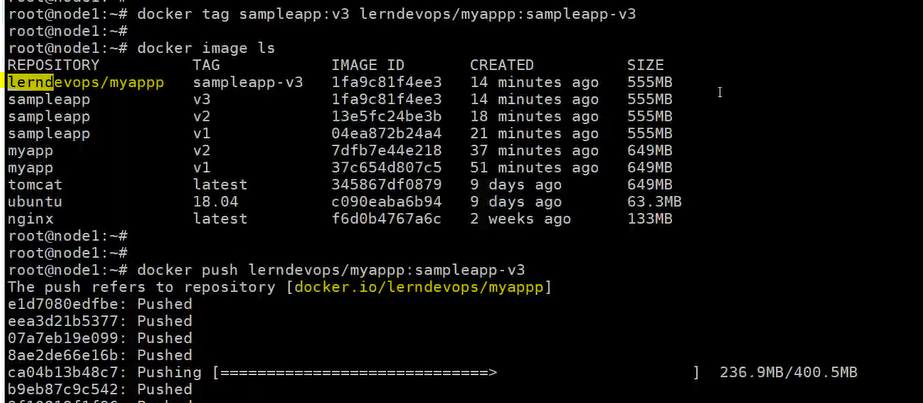 root@node1:~# docker tag sampleapp:v3 lerndevops/myappp:sampleapp-v3
root@node1:~#
root@node1:~# docker image ls
REPOSITORY TAG IMAGE ID CREATED SIZE
lerndevops/myappp sampleapp-v3 1fa9c81f4ee3 14 minutes ago 555MB
sampleapp v3 1fa9c81f4ee3 14 minutes ago 555MB
sampleapp v2 13e5fc24be3b 18 minutes ago 555MB
sampleapp v1 04ea872b24a4 21 minutes ago 555MB
myapp v2 7dfb7e44e218 37 minutes ago 649MB
myapp v1 37c654d807c5 51 minutes ago 649MB
tomcat latest 345867df0879 9 days ago 649MB
ubuntu 18.04 c090eaba6b94 9 days ago 63.3MB
nginx latest f6d0b4767a6c 2 weeks ago 133MB
root@node1:~#
root@node1:~#
root@node1:~# docker push lerndevops/myappp:sampleapp-v3
The push refers to repository [docker.io/lerndevops/myappp]
e1d7080edfbe: Pushed
eea3d21b5377: Pushed
07a7eb19e099: Pushed
8ae2de66e16b: Pushed
ca04b13b48c7: Pushing [=============================> ] 236.9MB/400.5MB
b9eb87c9c542: Pushed